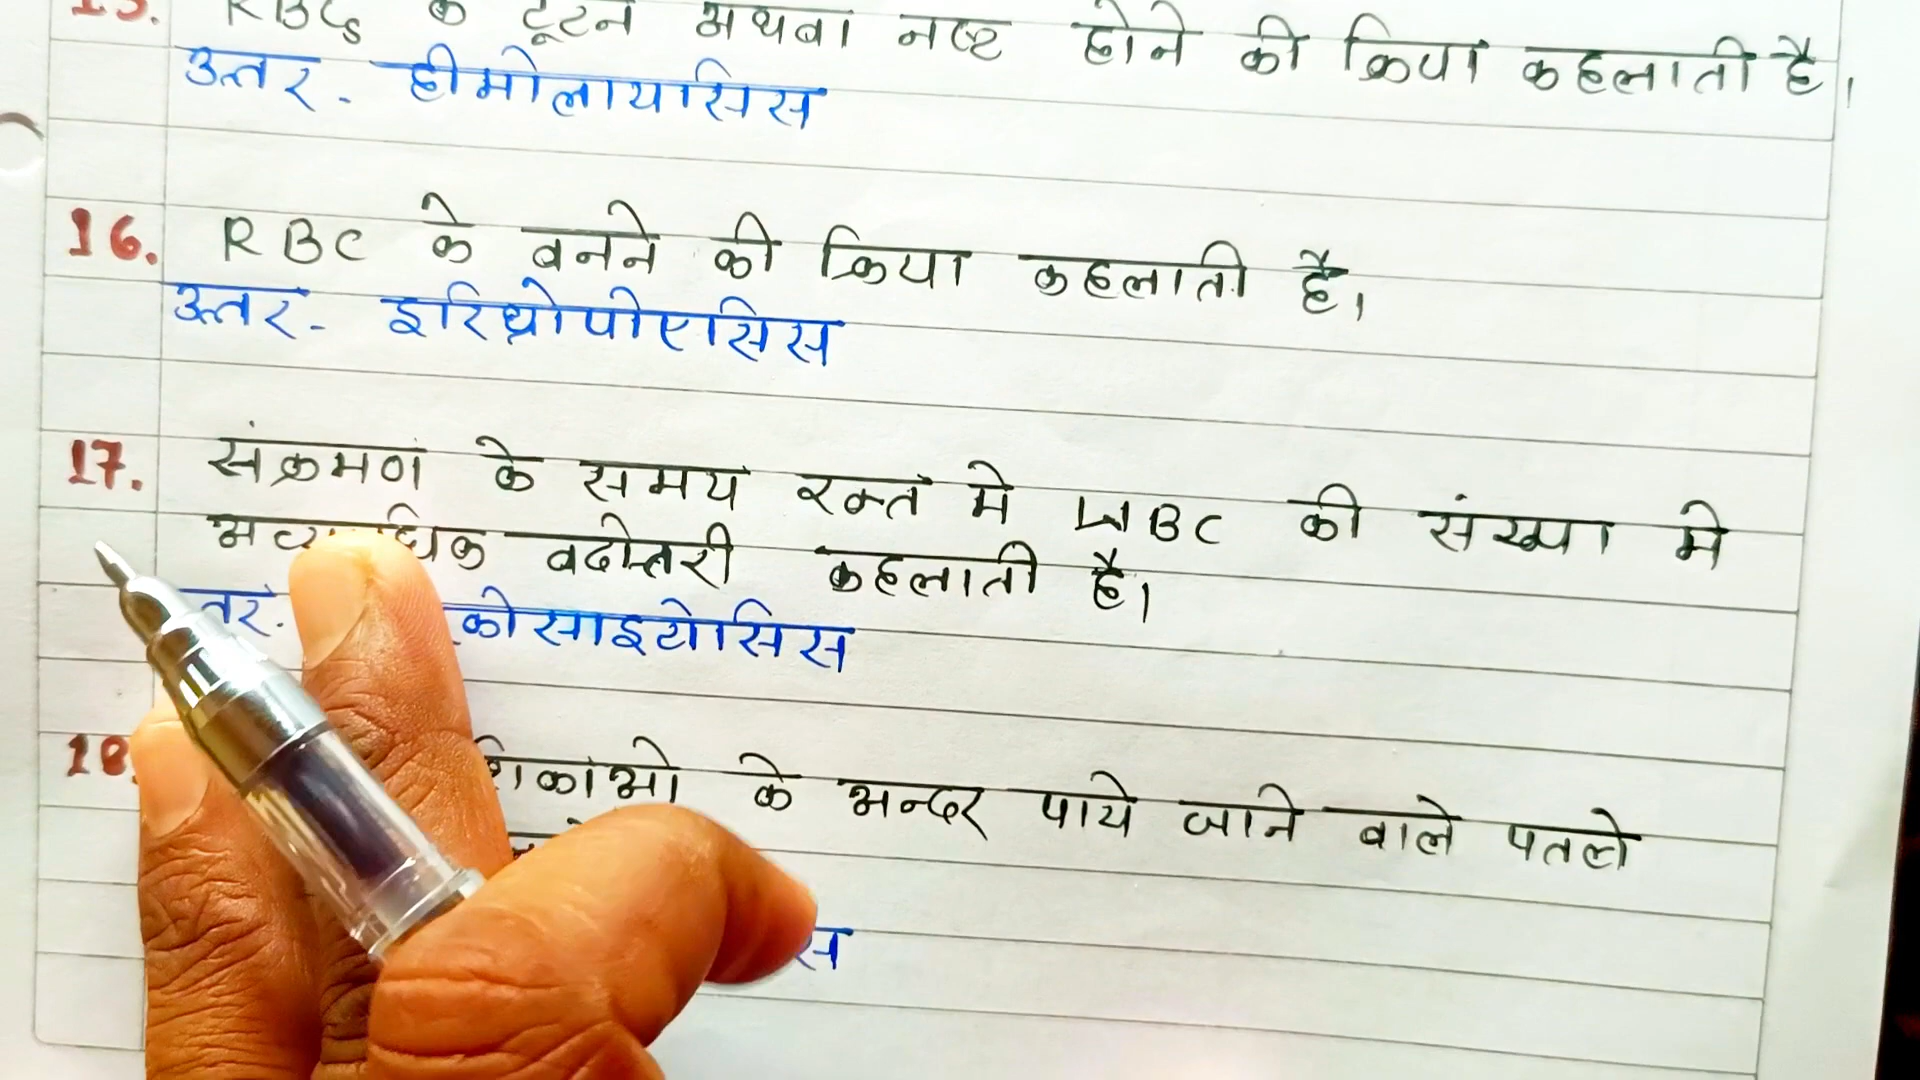 15. RBCs के टूटने अथवा नष्ट होने की क्रिया कहलाती है।
उत्तर - हीमोलायसिस
16. RBC के बनने की क्रिया कहलाती है।
उत्तर - इरिथ्रोपोएसिस
17. संक्रमण के समय रक्त मे WBC की संख्या मे
बढोत्तरी कहलाती है।
कोसाइटोसिस
18. के अन्दर पाये जाने वाले पतले